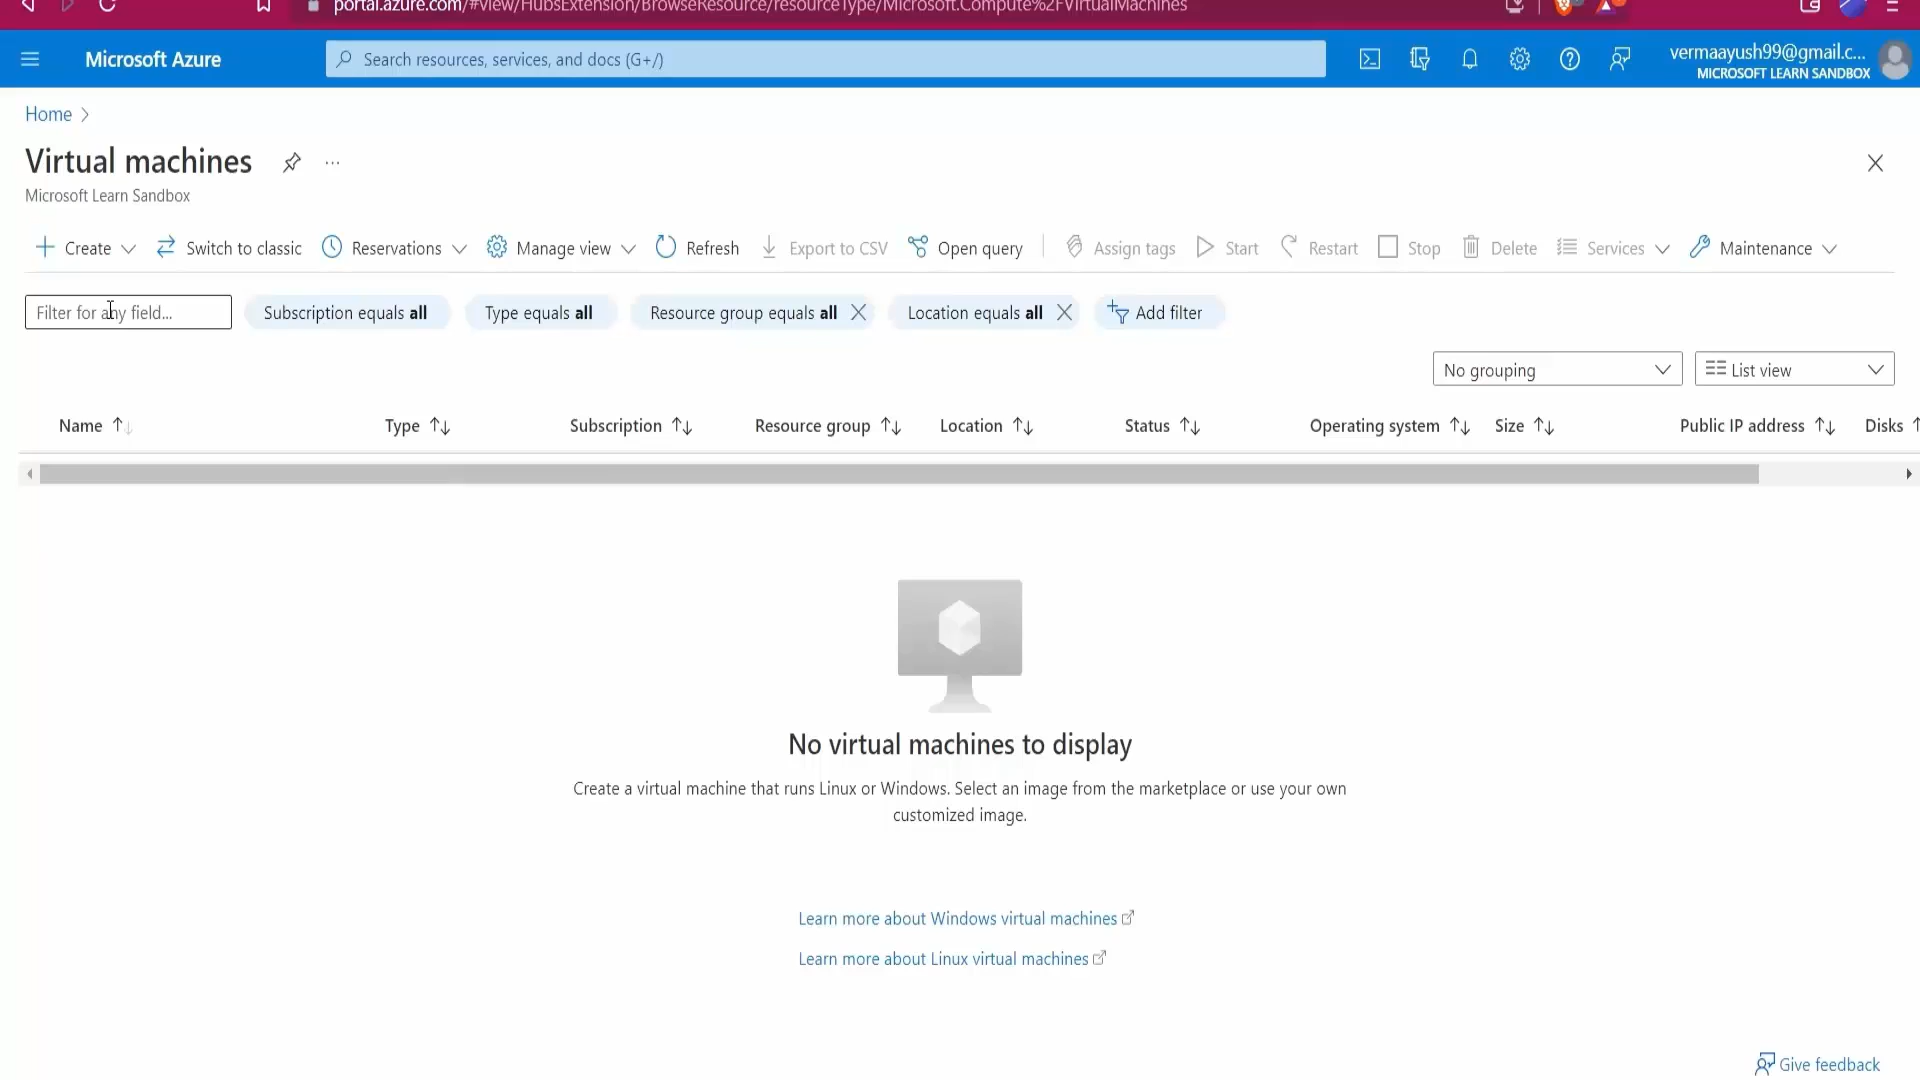 portal.azure.com/#view/HubsExtension/BrowseResource/resourceType/Microsoft.Compute%2FVirtualMachines
Microsoft Azure
Search resources, services, and docs (G+/)
vermaayush99@gmail.c...
MICROSOFT LEARN SANDBOX
Home
Virtual machines
...
Microsoft Learn Sandbox
Create
Switch to classic
Reservations
Manage view
Refresh
Export to CSV
Open query
Assign tags
Start
Restart
Stop
Delete
Services
Maintenance
Filter for any field...
Subscription equals all
Type equals all
Resource group equals all
Location equals all
Add filter
No grouping
List view
Name
Type
Subscription
Resource group
Location
Status
Operating system
Size
Public IP address
Disks
No virtual machines to display
Create a virtual machine that runs Linux or Windows. Select an image from the marketplace or use your own
customized image.
Learn more about Windows virtual machines
Learn more about Linux virtual machines
Give feedback